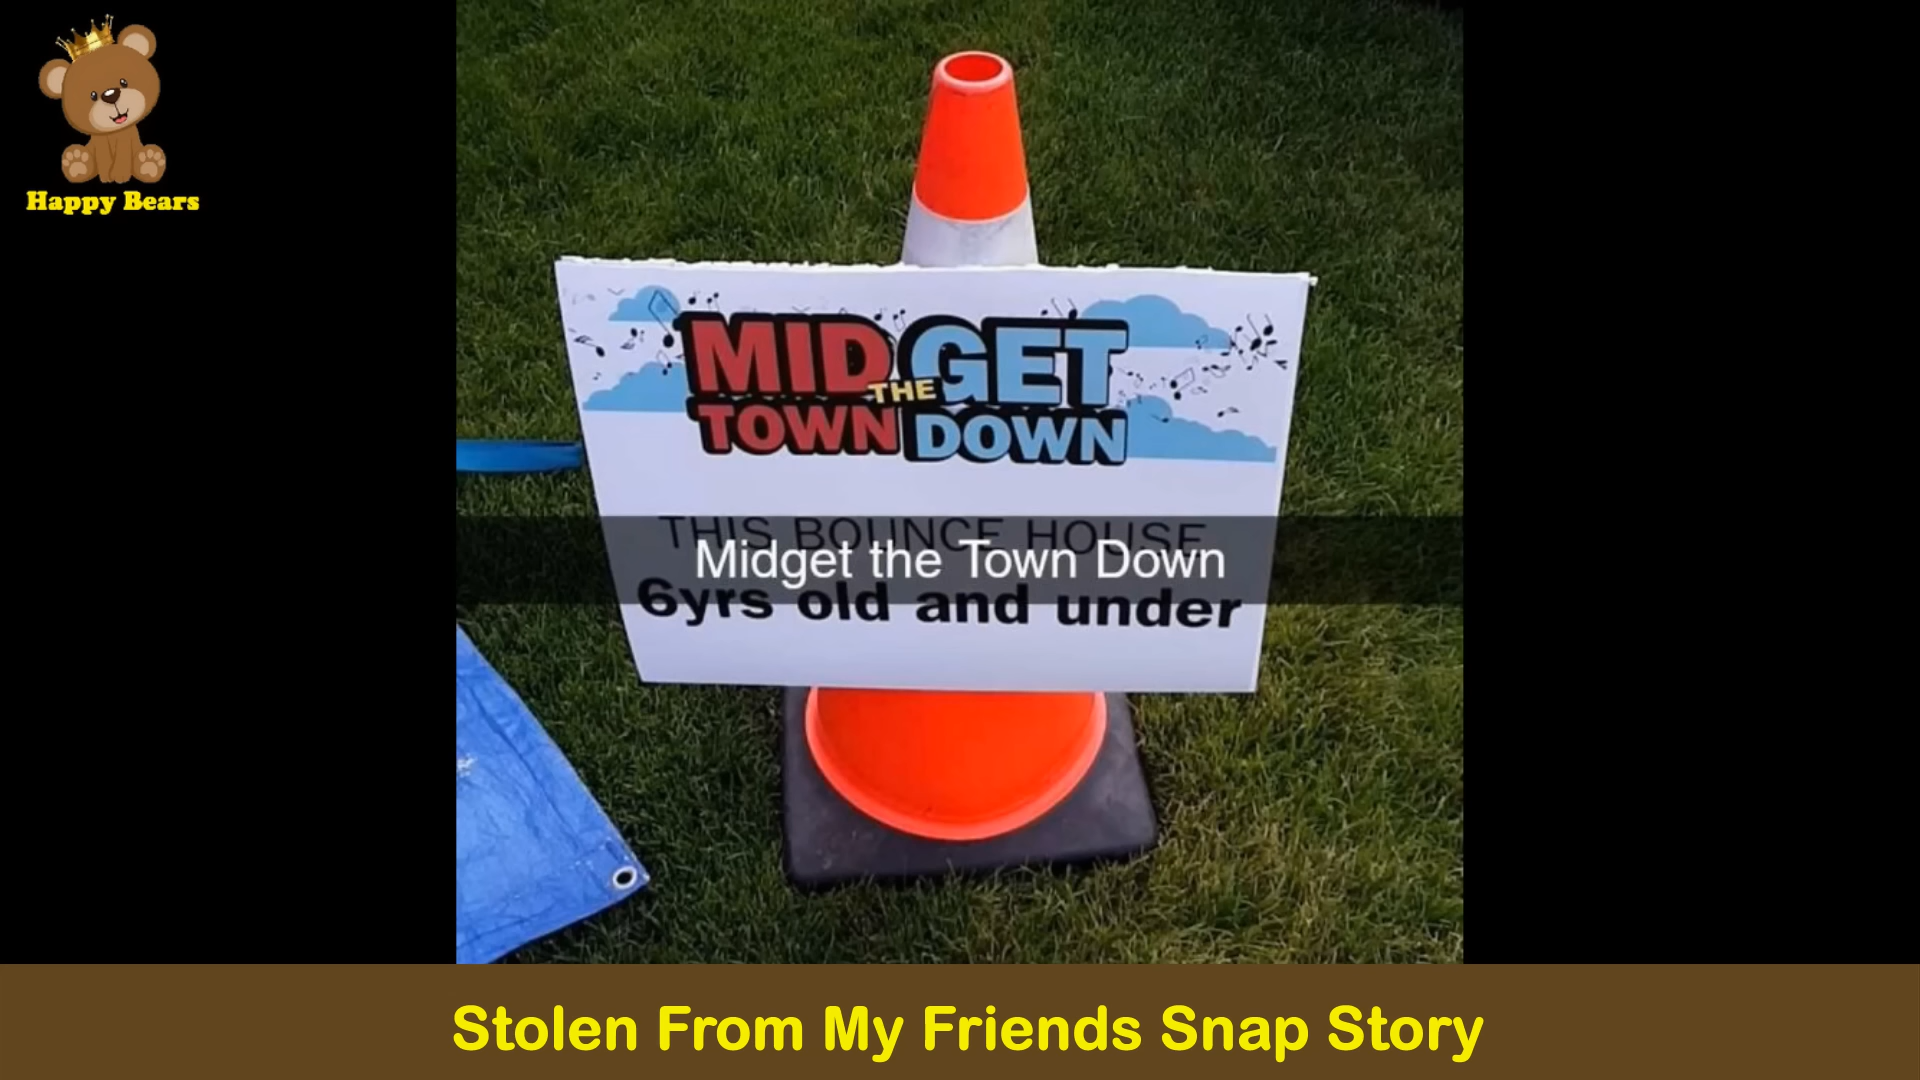 Happy Bears
MID GET
THE
TOWN DOWN
THIS BOUNCE HOUSE
Midget the Town Down
6yrs old and under
Stolen From My Friends Snap Story